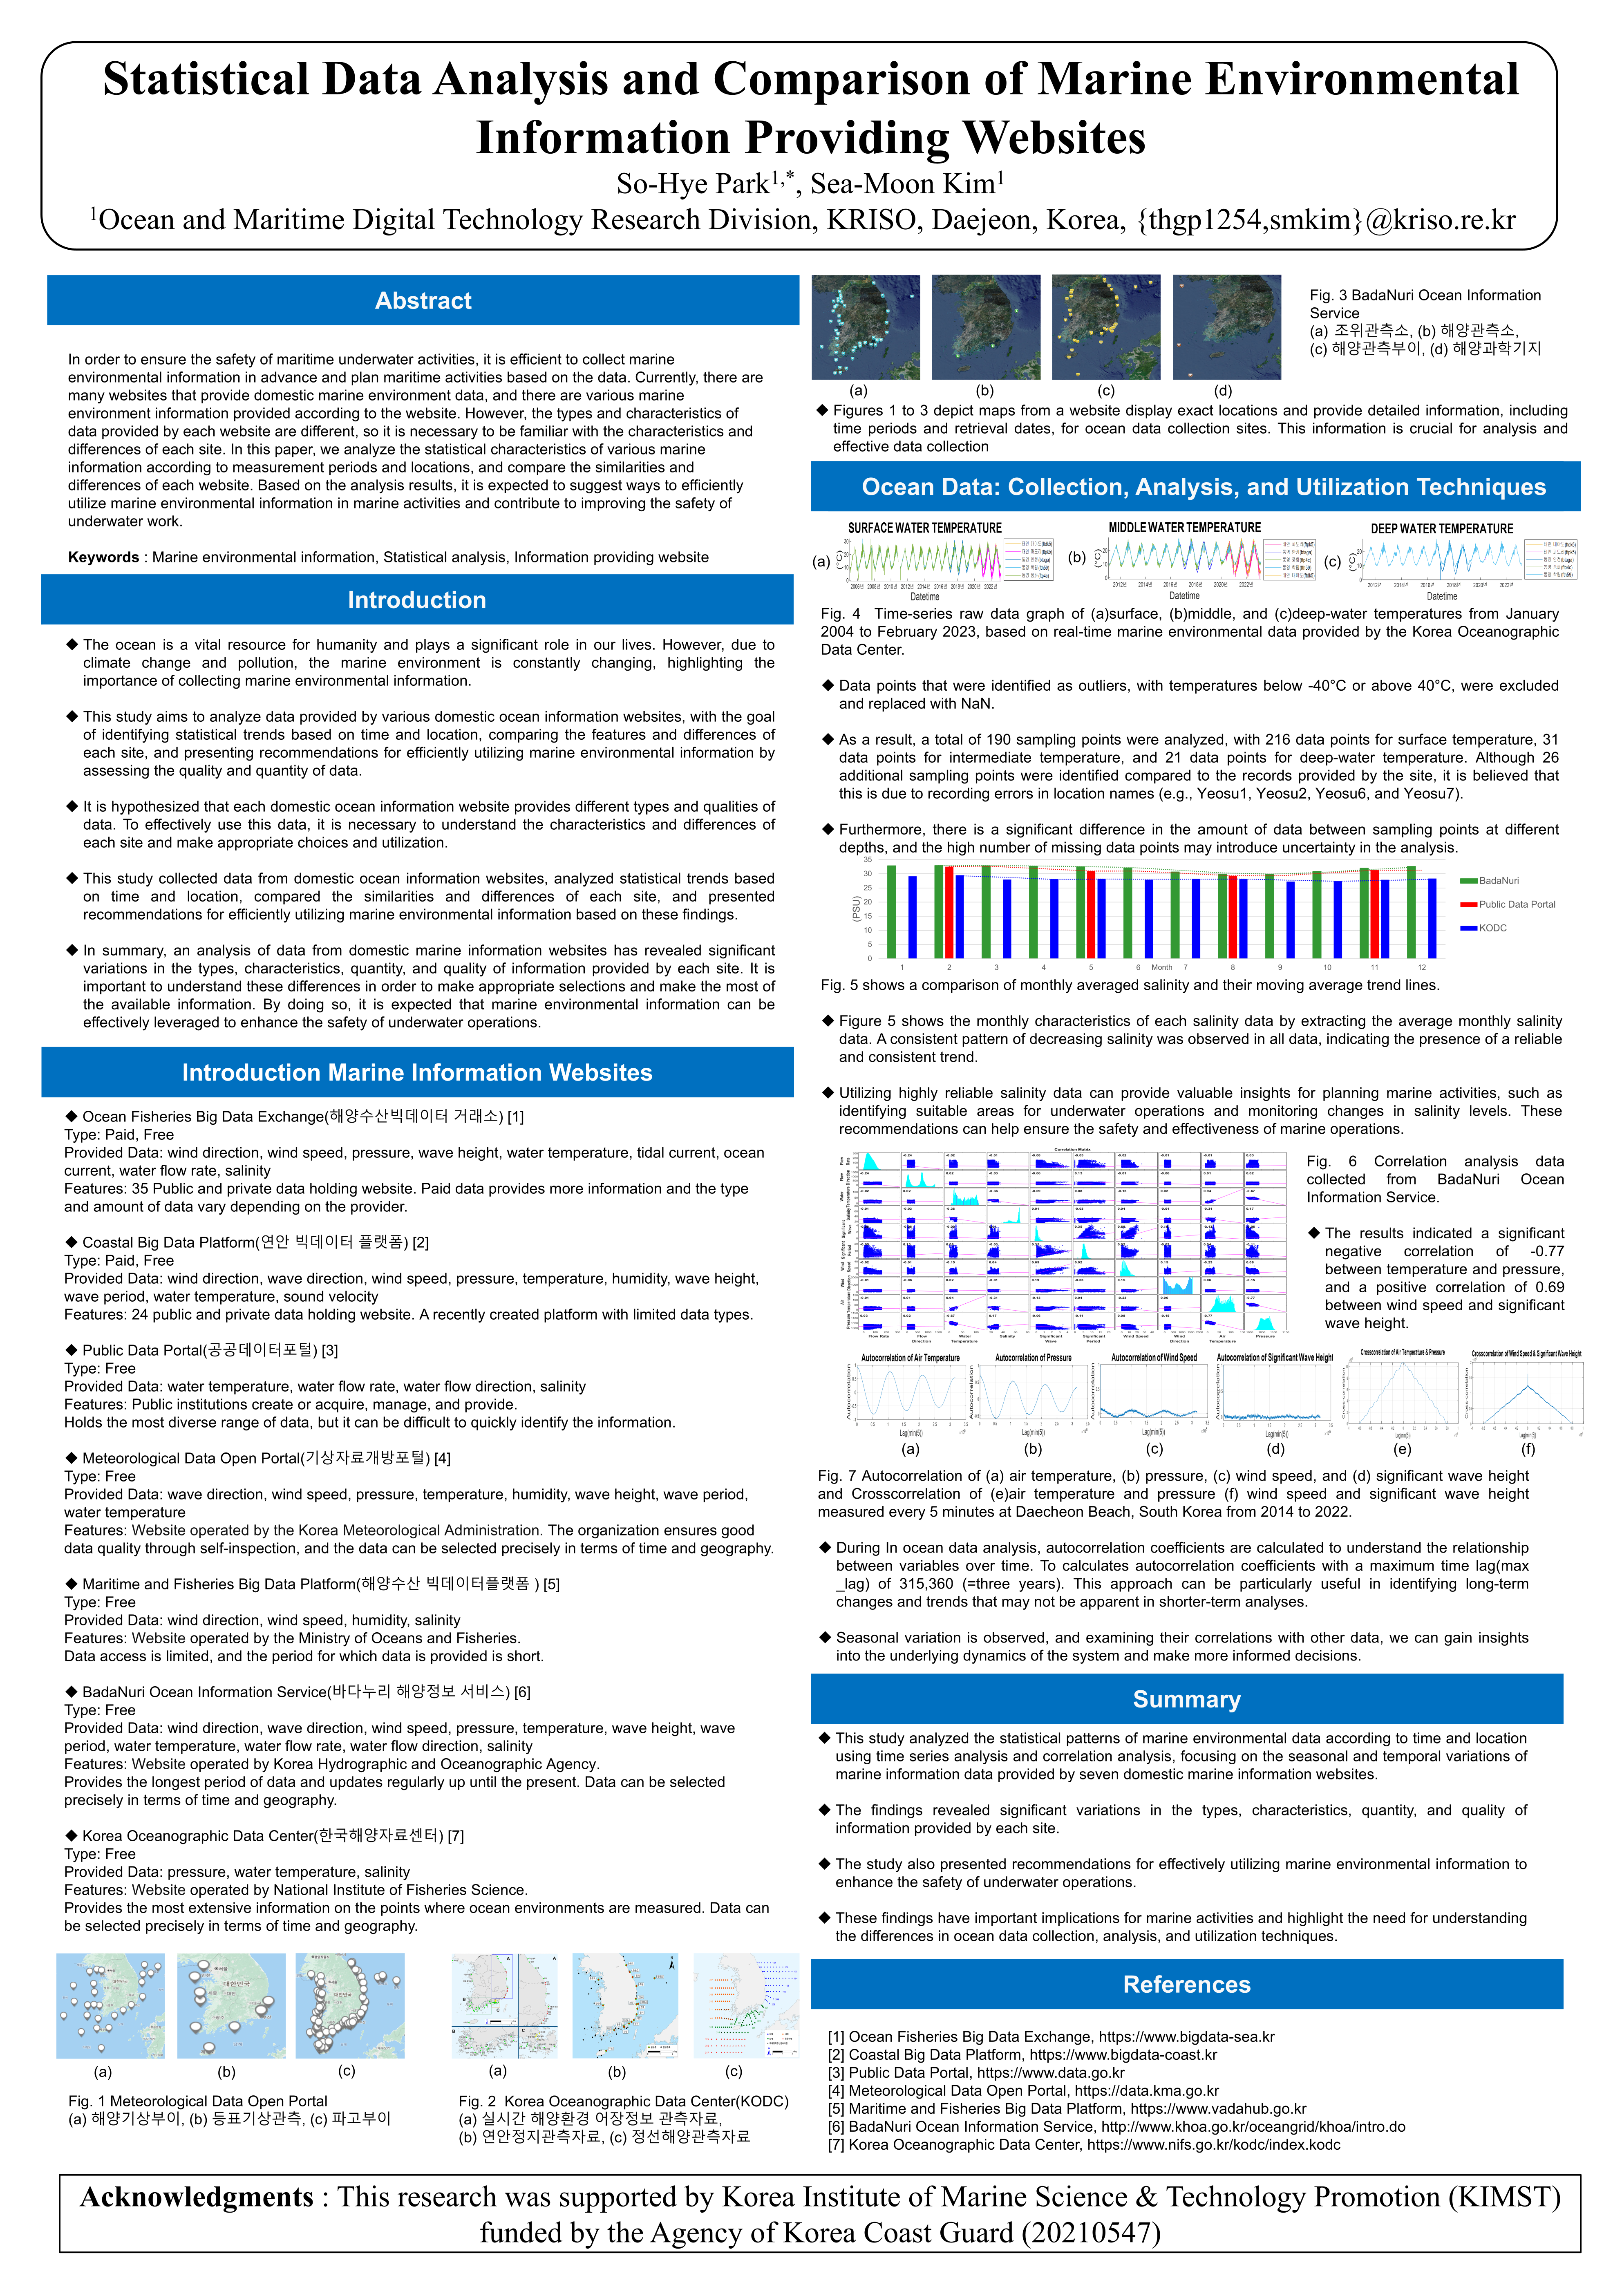 Statistical Data Analysis and Comparison of Marine Environmental
Information Providing Websites
So-Hye Park1,*, Sea-Moon Kim1
1Ocean and Maritime Digital Technology Research Division, KRISO, Daejeon, Korea, {thgp1254,smkim}@kriso.re.kr
Abstract
In order to ensure the safety of maritime underwater activities, it is efficient to collect marine
environmental information in advance and plan maritime activities based on the data. Currently, there are
many websites that provide domestic marine environment data, and there are various marine
environment information provided according to the website. However, the types and characteristics of
data provided by each website are different, so it is necessary to be familiar with the characteristics and
differences of each site. In this paper, we analyze the statistical characteristics of various marine
information according to measurement periods and locations, and compare the similarities and
differences of each website. Based on the analysis results, it is expected to suggest ways to efficiently
utilize marine environmental information in marine activities and contribute to improving the safety of
underwater work.
Keywords : Marine environmental information, Statistical analysis, Information providing website
Introduction
◆ The ocean is a vital resource for humanity and plays a significant role in our lives. However, due to
climate change and pollution, the marine environment is constantly changing, highlighting the
importance of collecting marine environmental information.
◆ This study aims to analyze data provided by various domestic ocean information websites, with the goal
of identifying statistical trends based on time and location, comparing the features and differences of
each site, and presenting recommendations for efficiently utilizing marine environmental information by
assessing the quality and quantity of data.
◆ It is hypothesized that each domestic ocean information website provides different types and qualities of
data. To effectively use this data, it is necessary to understand the characteristics and differences of
each site and make appropriate choices and utilization.
◆ This study collected data from domestic ocean information websites, analyzed statistical trends based
on time and location, compared the similarities and differences of each site, and presented
recommendations for efficiently utilizing marine environmental information based on these findings.
◆ In summary, an analysis of data from domestic marine information websites has revealed significant
variations in the types, characteristics, quantity, and quality of information provided by each site. It is
important to understand these differences in order to make appropriate selections and make the most of
the available information. By doing so, it is expected that marine environmental information can be
effectively leveraged to enhance the safety of underwater operations.
Introduction Marine Information Websites
◆ Ocean Fisheries Big Data Exchange(해양수산빅데이터 거래소) [1]
Type: Paid, Free
Provided Data: wind direction, wind speed, pressure, wave height, water temperature, tidal current, ocean
current, water flow rate, salinity
Features: 35 Public and private data holding website. Paid data provides more information and the type
and amount of data vary depending on the provider.
◆ Coastal Big Data Platform(연안 빅데이터 플랫폼) [2]
Type: Paid, Free
Provided Data: wind direction, wave direction, wind speed, pressure, temperature, humidity, wave height,
wave period, water temperature, sound velocity
Features: 24 public and private data holding website. A recently created platform with limited data types.
◆ Public Data Portal(공공데이터포털) [3]
Type: Free
Provided Data: water temperature, water flow rate, water flow direction, salinity
Features: Public institutions create or acquire, manage, and provide.
Holds the most diverse range of data, but it can be difficult to quickly identify the information.
◆ Meteorological Data Open Portal(기상자료개방포털) [4]
Type: Free
Provided Data: wave direction, wind speed, pressure, temperature, humidity, wave height, wave period,
water temperature
Features: Website operated by the Korea Meteorological Administration. The organization ensures good
data quality through self-inspection, and the data can be selected precisely in terms of time and geography.
◆ Maritime and Fisheries Big Data Platform(해양수산 빅데이터플랫폼 ) [5]
Type: Free
Provided Data: wind direction, wind speed, humidity, salinity
Features: Website operated by the Ministry of Oceans and Fisheries.
Data access is limited, and the period for which data is provided is short.
◆ BadaNuri Ocean Information Service(바다누리 해양정보 서비스) [6]
Type: Free
Provided Data: wind direction, wave direction, wind speed, pressure, temperature, wave height, wave
period, water temperature, water flow rate, water flow direction, salinity
Features: Website operated by Korea Hydrographic and Oceanographic Agency.
Provides the longest period of data and updates regularly up until the present. Data can be selected
precisely in terms of time and geography.
◆ Korea Oceanographic Data Center(한국해양자료센터) [7]
Type: Free
Provided Data: pressure, water temperature, salinity
Features: Website operated by National Institute of Fisheries Science.
Provides the most extensive information on the points where ocean environments are measured. Data can
be selected precisely in terms of time and geography.
(a) (b) (c)
Fig. 1 Meteorological Data Open Portal
(a) 해양기상부이, (b) 등표기상관측, (c) 파고부이
(a) (b) (c)
Fig. 2 Korea Oceanographic Data Center(KODC)
(a) 실시간 해양환경 어장정보 관측자료,
(b) 연안정지관측자료, (c) 정선해양관측자료
(a) (b) (c) (d)
Fig. 3 BadaNuri Ocean Information
Service
(a) 조위관측소, (b) 해양관측소,
(c) 해양관측부이, (d) 해양과학기지
◆ Figures 1 to 3 depict maps from a website display exact locations and provide detailed information, including
time periods and retrieval dates, for ocean data collection sites. This information is crucial for analysis and
effective data collection
Ocean Data: Collection, Analysis, and Utilization Techniques
(a) SURFACE WATER TEMPERATURE
Datetime
(b) MIDDLE WATER TEMPERATURE
Datetime
(c) DEEP WATER TEMPERATURE
Datetime
Fig. 4 Time-series raw data graph of (a)surface, (b)middle, and (c)deep-water temperatures from January
2004 to February 2023, based on real-time marine environmental data provided by the Korea Oceanographic
Data Center.
◆ Data points that were identified as outliers, with temperatures below -40°C or above 40°C, were excluded
and replaced with NaN.
◆ As a result, a total of 190 sampling points were analyzed, with 216 data points for surface temperature, 31
data points for intermediate temperature, and 21 data points for deep-water temperature. Although 26
additional sampling points were identified compared to the records provided by the site, it is believed that
this is due to recording errors in location names (e.g., Yeosu1, Yeosu2, Yeosu6, and Yeosu7).
◆ Furthermore, there is a significant difference in the amount of data between sampling points at different
depths, and the high number of missing data points may introduce uncertainty in the analysis.
35
30
25
20
15
10
5
0
(PSU)
1 2 3 4 5 6 Month 7 8 9 10 11 12
BadaNuri
Public Data Portal
KODC
Fig. 5 shows a comparison of monthly averaged salinity and their moving average trend lines.
◆ Figure 5 shows the monthly characteristics of each salinity data by extracting the average monthly salinity
data. A consistent pattern of decreasing salinity was observed in all data, indicating the presence of a reliable
and consistent trend.
◆ Utilizing highly reliable salinity data can provide valuable insights for planning marine activities, such as
identifying suitable areas for underwater operations and monitoring changes in salinity levels. These
recommendations can help ensure the safety and effectiveness of marine operations.
Correlation Matrix
Fig. 6 Correlation analysis data
collected from BadaNuri Ocean
Information Service.
◆ The results indicated a significant
negative correlation of -0.77
between temperature and pressure,
and a positive correlation of 0.69
between wind speed and significant
wave height.
Autocorrelation of Air Temperature
Autocorrelation of Pressure
Autocorrelation of Wind Speed
Autocorrelation of Significant Wave Height
Crosscorrelation of Air Temperature & Pressure
Crosscorrelation of Wind Speed & Significant Wave Height
(a) (b) (c) (d) (e) (f)
Fig. 7 Autocorrelation of (a) air temperature, (b) pressure, (c) wind speed, and (d) significant wave height
and Crosscorrelation of (e)air temperature and pressure (f) wind speed and significant wave height
measured every 5 minutes at Daecheon Beach, South Korea from 2014 to 2022.
◆ During In ocean data analysis, autocorrelation coefficients are calculated to understand the relationship
between variables over time. To calculates autocorrelation coefficients with a maximum time lag(max
_lag) of 315,360 (=three years). This approach can be particularly useful in identifying long-term
changes and trends that may not be apparent in shorter-term analyses.
◆ Seasonal variation is observed, and examining their correlations with other data, we can gain insights
into the underlying dynamics of the system and make more informed decisions.
Summary
◆ This study analyzed the statistical patterns of marine environmental data according to time and location
using time series analysis and correlation analysis, focusing on the seasonal and temporal variations of
marine information data provided by seven domestic marine information websites.
◆ The findings revealed significant variations in the types, characteristics, quantity, and quality of
information provided by each site.
◆ The study also presented recommendations for effectively utilizing marine environmental information to
enhance the safety of underwater operations.
◆ These findings have important implications for marine activities and highlight the need for understanding
the differences in ocean data collection, analysis, and utilization techniques.
References
[1] Ocean Fisheries Big Data Exchange, https://www.bigdata-sea.kr
[2] Coastal Big Data Platform, https://www.bigdata-coast.kr
[3] Public Data Portal, https://www.data.go.kr
[4] Meteorological Data Open Portal, https://data.kma.go.kr
[5] Maritime and Fisheries Big Data Platform, https://www.vadahub.go.kr
[6] BadaNuri Ocean Information Service, http://www.khoa.go.kr/oceangrid/khoa/intro.do
[7] Korea Oceanographic Data Center, https://www.nifs.go.kr/kodc/index.kodc
Acknowledgments : This research was supported by Korea Institute of Marine Science & Technology Promotion (KIMST)
funded by the Agency of Korea Coast Guard (20210547)